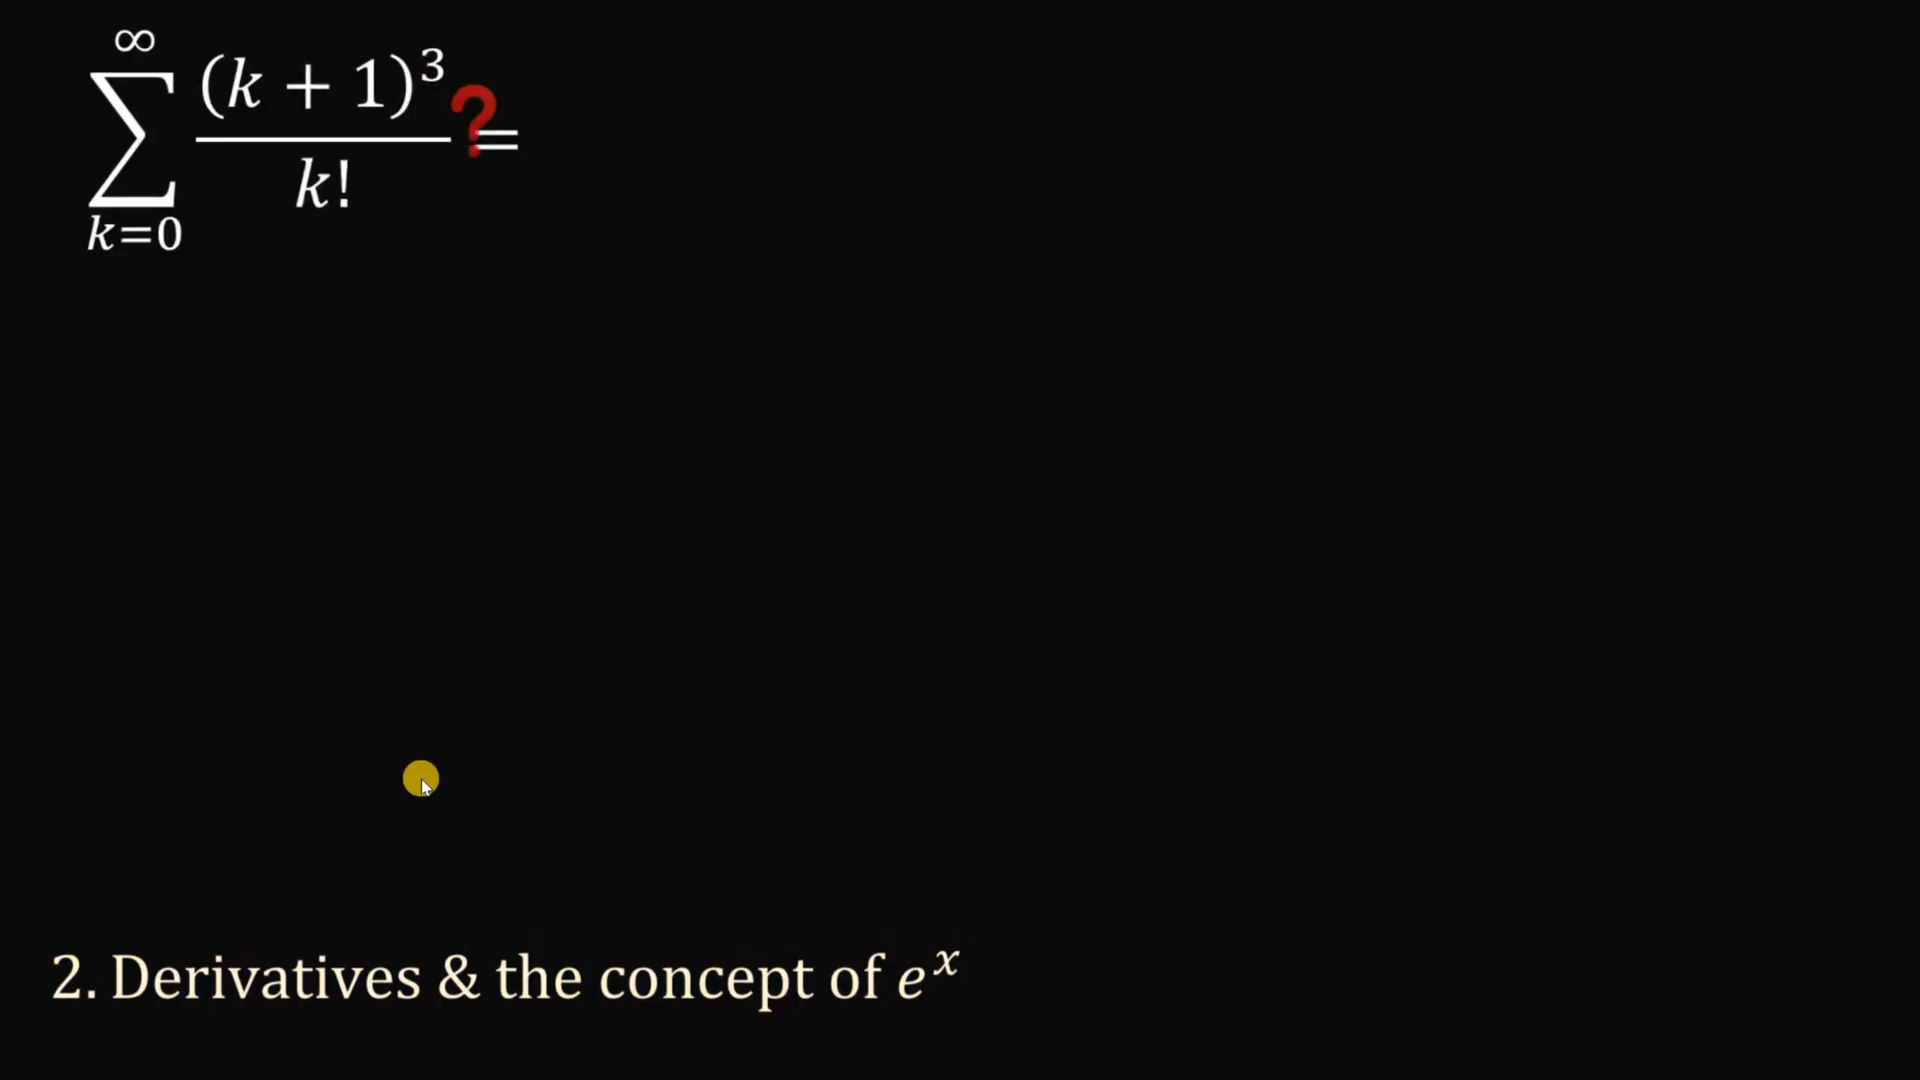 ∞
∑ (k + 1)³ / k! ❓=
k=0
2. Derivatives & the concept of eˣ